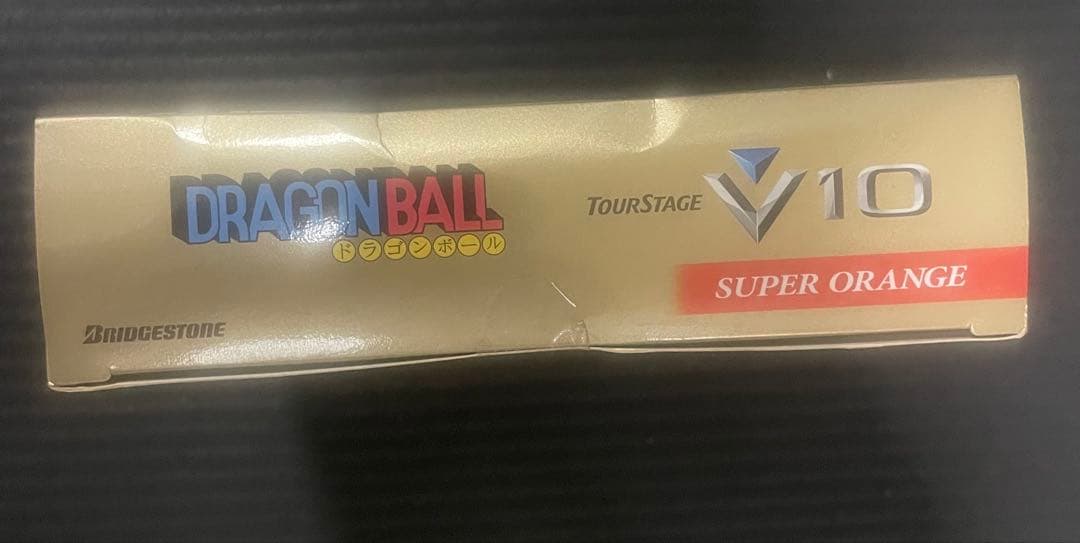 DRAGON BALL
ドラゴンボール
TOURSTAGE V10
SUPER ORANGE
BRIDGESTONE